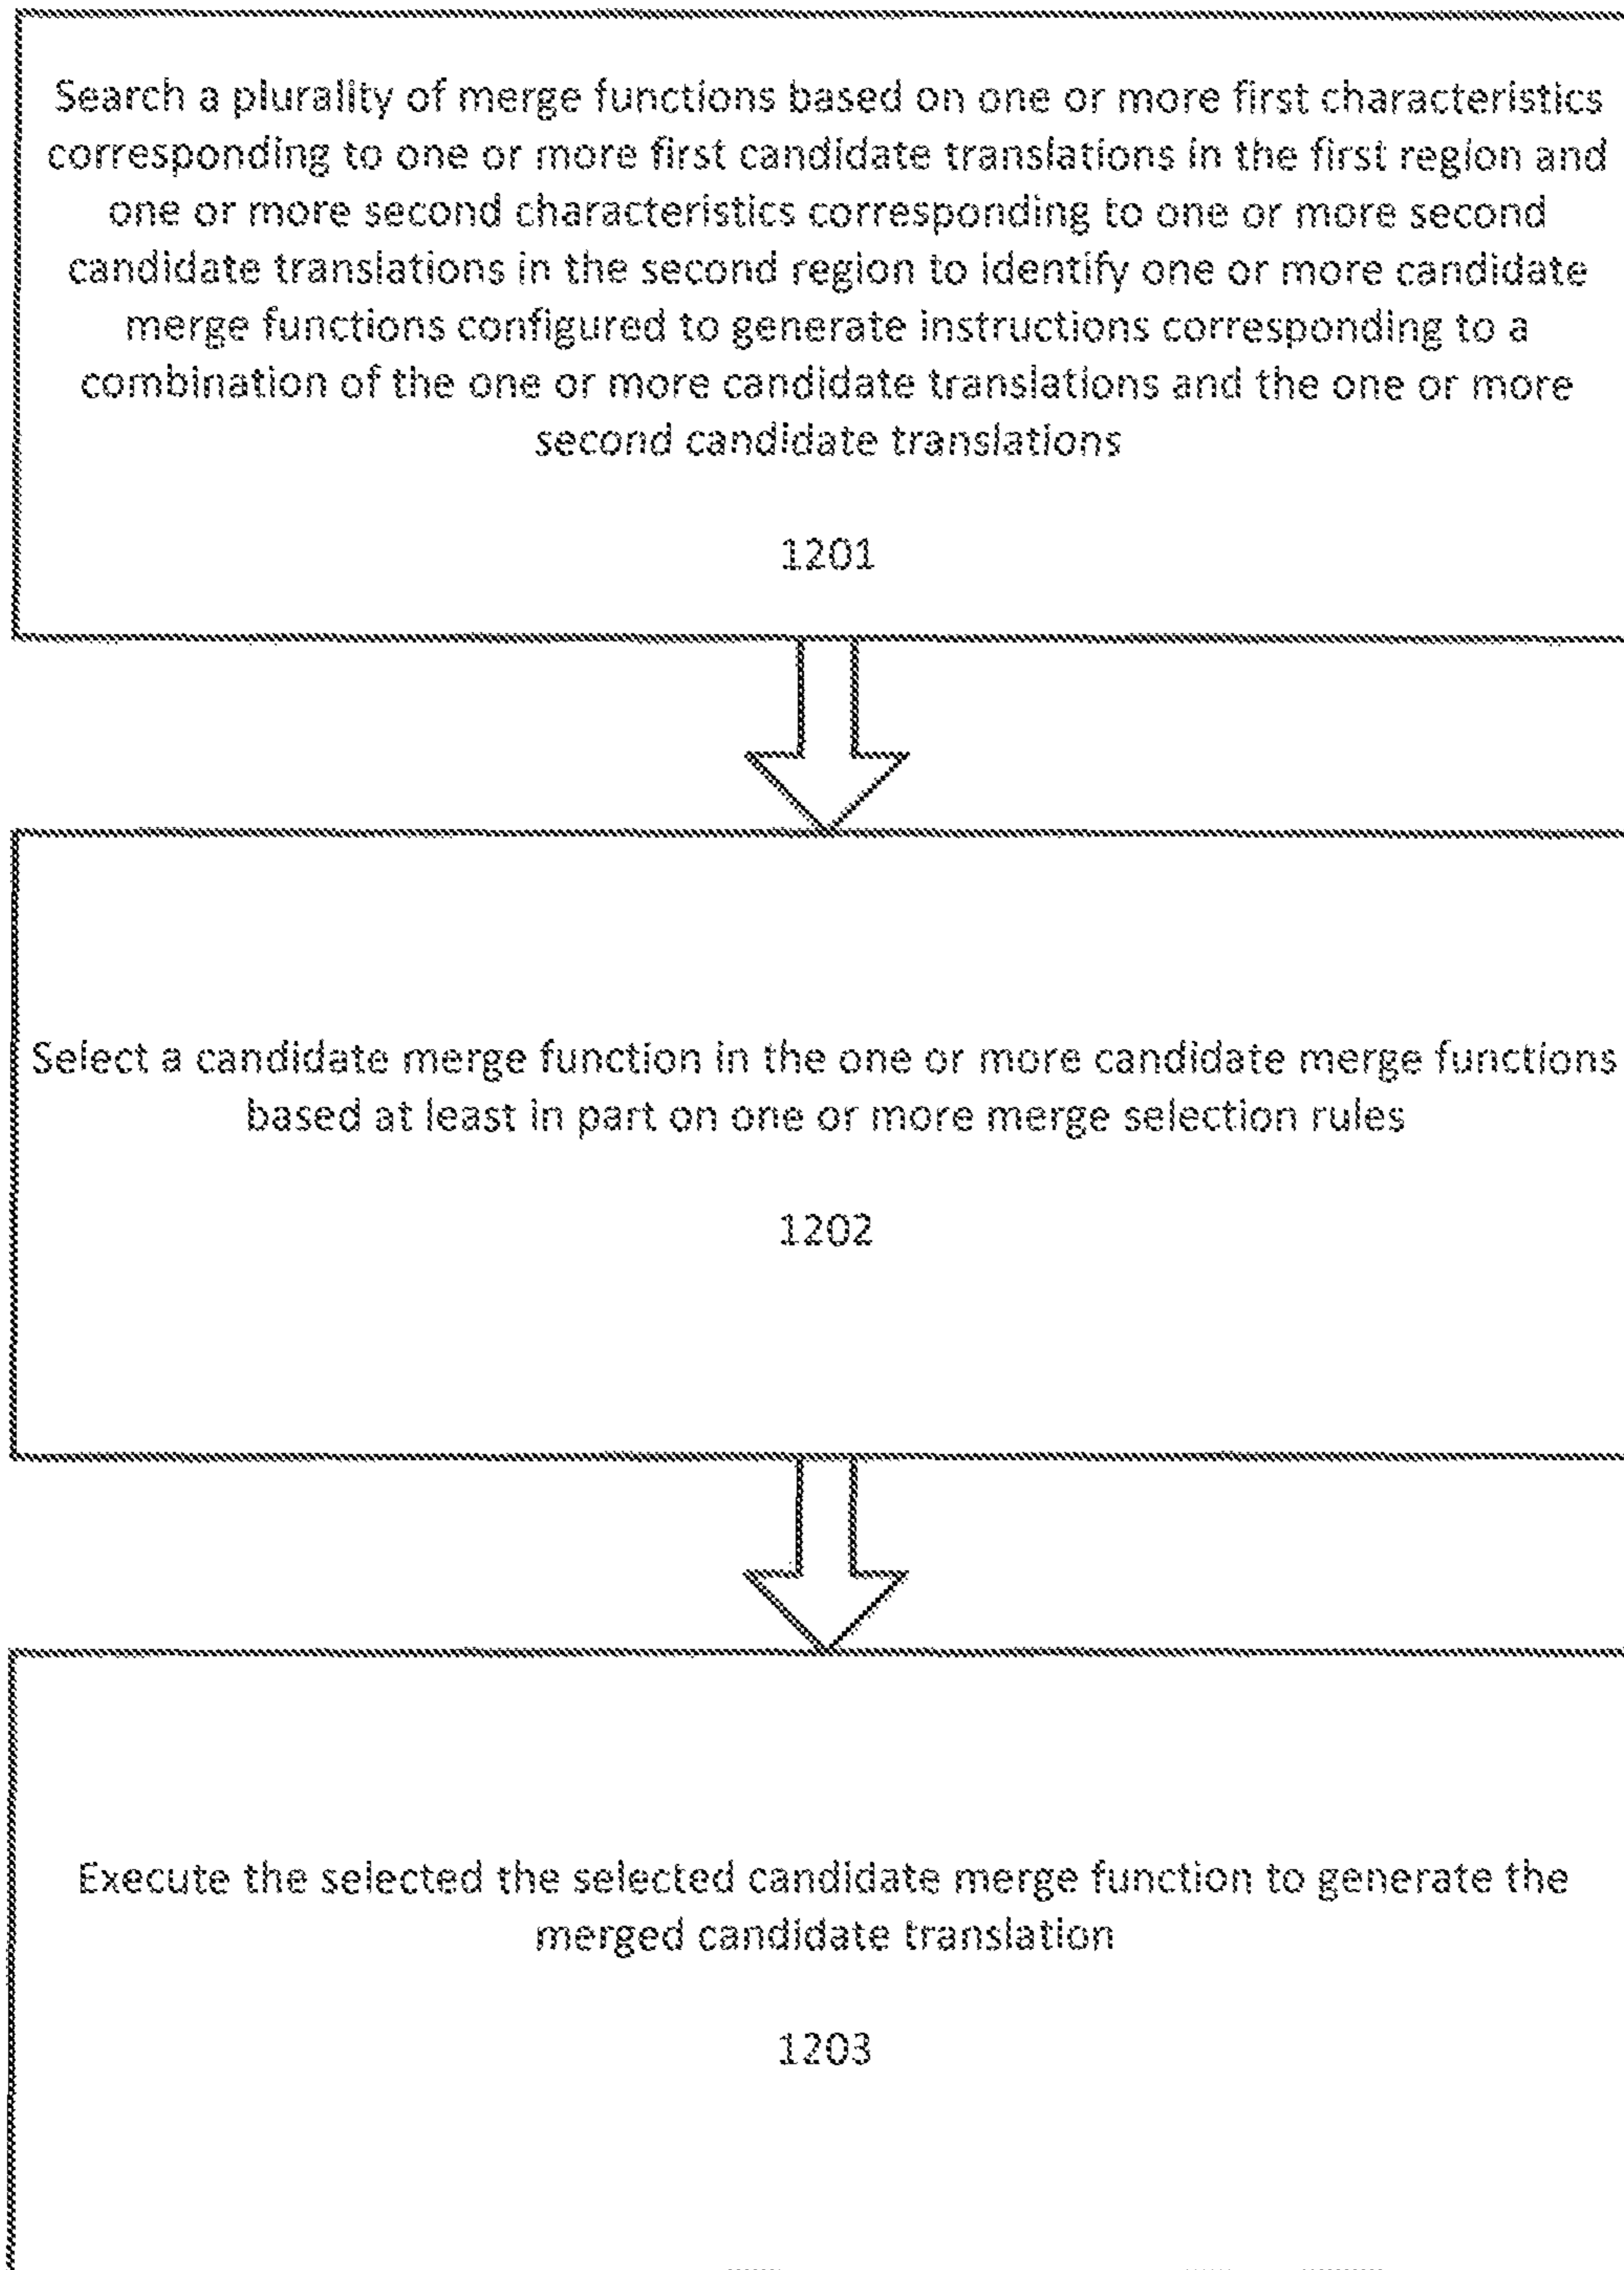 Search a plurality of merge functions based on one or more first characteristics
corresponding to one or more first candidate translations in the first region and
one or more second characteristics corresponding to one or more second
candidate translations in the second region to identify one or more candidate
merge functions configured to generate instructions corresponding to a
combination of the one or more candidate translations and the one or more
second candidate translations
1201
Select a candidate merge function in the one or more candidate merge functions
based at least in part on one or more merge selection rules
1202
Execute the selected the selected candidate merge function to generate the
merged candidate translation
1203